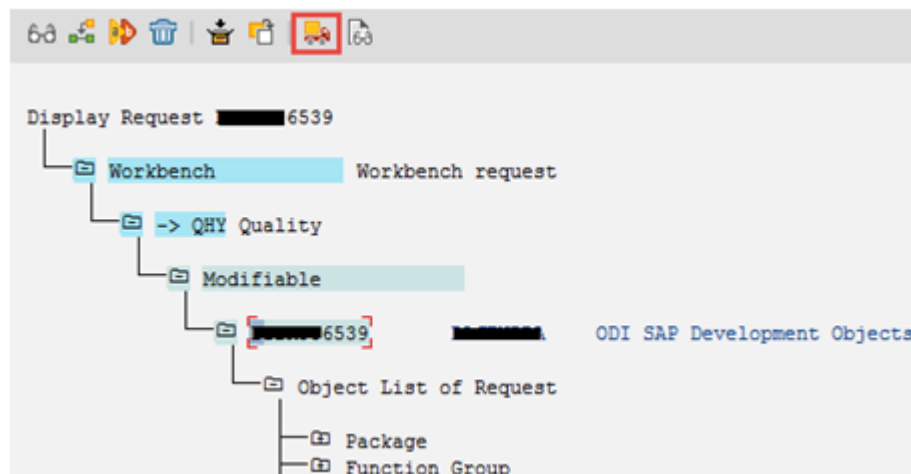 Display Request 6539
Workbench Workbench request
-> QHY Quality
Modifiable
6539 ODI SAP Development Objects
Object List of Request
Package
Function Group